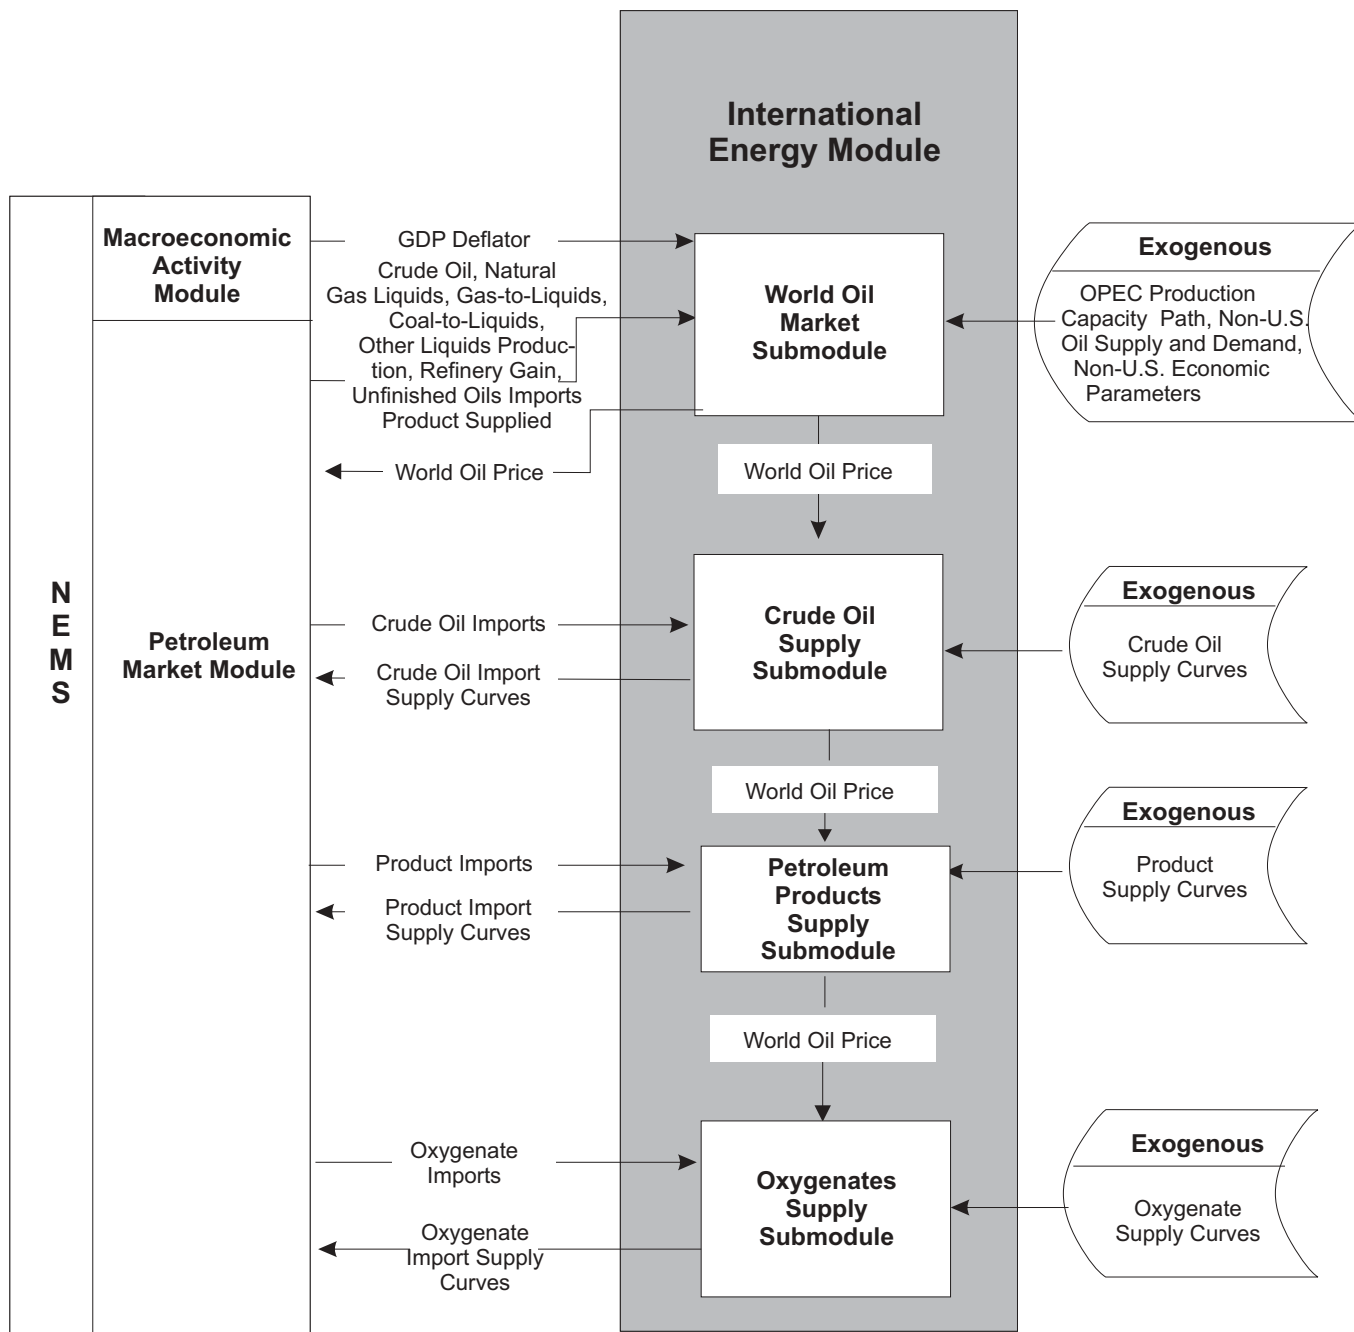 International
Energy Module
Macroeconomic
Activity
Module
GDP Deflator
Crude Oil, Natural
Gas Liquids, Gas-to-Liquids,
Coal-to-Liquids,
Other Liquids Produc-
tion, Refinery Gain,
Unfinished Oils Imports
Product Supplied
World Oil Price
World Oil
Market
Submodule
Exogenous
OPEC Production
Capacity Path, Non-U.S.
Oil Supply and Demand,
Non-U.S. Economic
Parameters
World Oil Price
N
E
M
S
Petroleum
Market Module
Crude Oil Imports
Crude Oil Import
Supply Curves
Crude Oil
Supply
Submodule
Exogenous
Crude Oil
Supply Curves
World Oil Price
Product Imports
Product Import
Supply Curves
Petroleum
Products
Supply
Submodule
Exogenous
Product
Supply Curves
World Oil Price
Oxygenate
Imports
Oxygenate
Import Supply
Curves
Oxygenates
Supply
Submodule
Exogenous
Oxygenate
Supply Curves